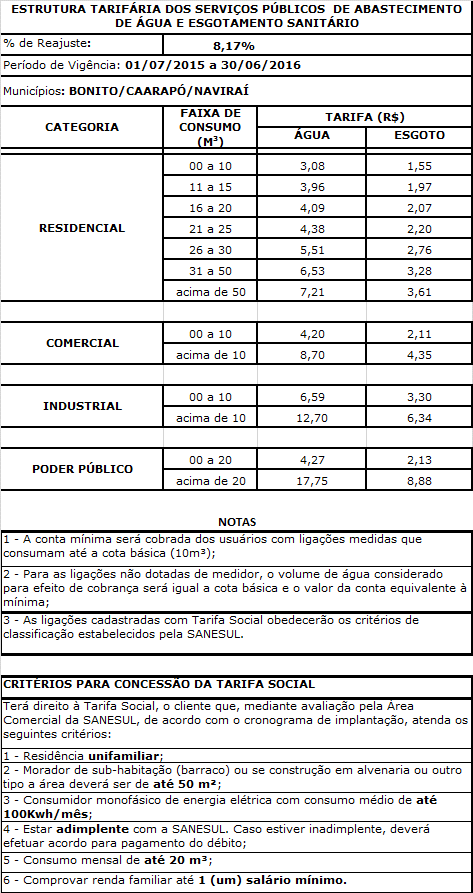 ESTRUTURA TARIFÁRIA DOS SERVIÇOS PÚBLICOS DE ABASTECIMENTO
DE ÁGUA E ESGOTAMENTO SANITÁRIO
% de Reajuste: 8,17%
Período de Vigência: 01/07/2015 a 30/06/2016
Municípios: BONITO/CAARAPÓ/NAVIRAÍ
CATEGORIA
FAIXA DE
CONSUMO
(M³)
TARIFA (R$)
ÁGUA ESGOTO
RESIDENCIAL
00 a 10 3,08 1,55
11 a 15 3,96 1,97
16 a 20 4,09 2,07
21 a 25 4,38 2,20
26 a 30 5,51 2,76
31 a 50 6,53 3,28
acima de 50 7,21 3,61
COMERCIAL
00 a 10 4,20 2,11
acima de 10 8,70 4,35
INDUSTRIAL
00 a 10 6,59 3,30
acima de 10 12,70 6,34
PODER PÚBLICO
00 a 20 4,27 2,13
acima de 20 17,75 8,88
NOTAS
1 - A conta mínima será cobrada dos usuários com ligações medidas que
consumam até a cota básica (10m³);
2 - Para as ligações não dotadas de medidor, o volume de água considerado
para efeito de cobrança será igual a cota básica e o valor da conta equivalente à
mínima;
3 - As ligações cadastradas com Tarifa Social obedecerão os critérios de
classificação estabelecidos pela SANESUL.
CRITÉRIOS PARA CONCESSÃO DA TARIFA SOCIAL
Terá direito à Tarifa Social, o cliente que, mediante avaliação pela Área
Comercial da SANESUL, de acordo com o cronograma de implantação, atenda os
seguintes critérios:
1 - Residência unifamiliar;
2 - Morador de sub-habitação (barraco) ou se construção em alvenaria ou outro
tipo a área deverá ser de até 50 m²;
3 - Consumidor monofásico de energia elétrica com consumo médio de até
100Kwh/mês;
4 - Estar adimplente com a SANESUL. Caso estiver inadimplente, deverá
efetuar acordo para pagamento do débito;
5 - Consumo mensal de até 20 m³;
6 - Comprovar renda familiar até 1 (um) salário mínimo.